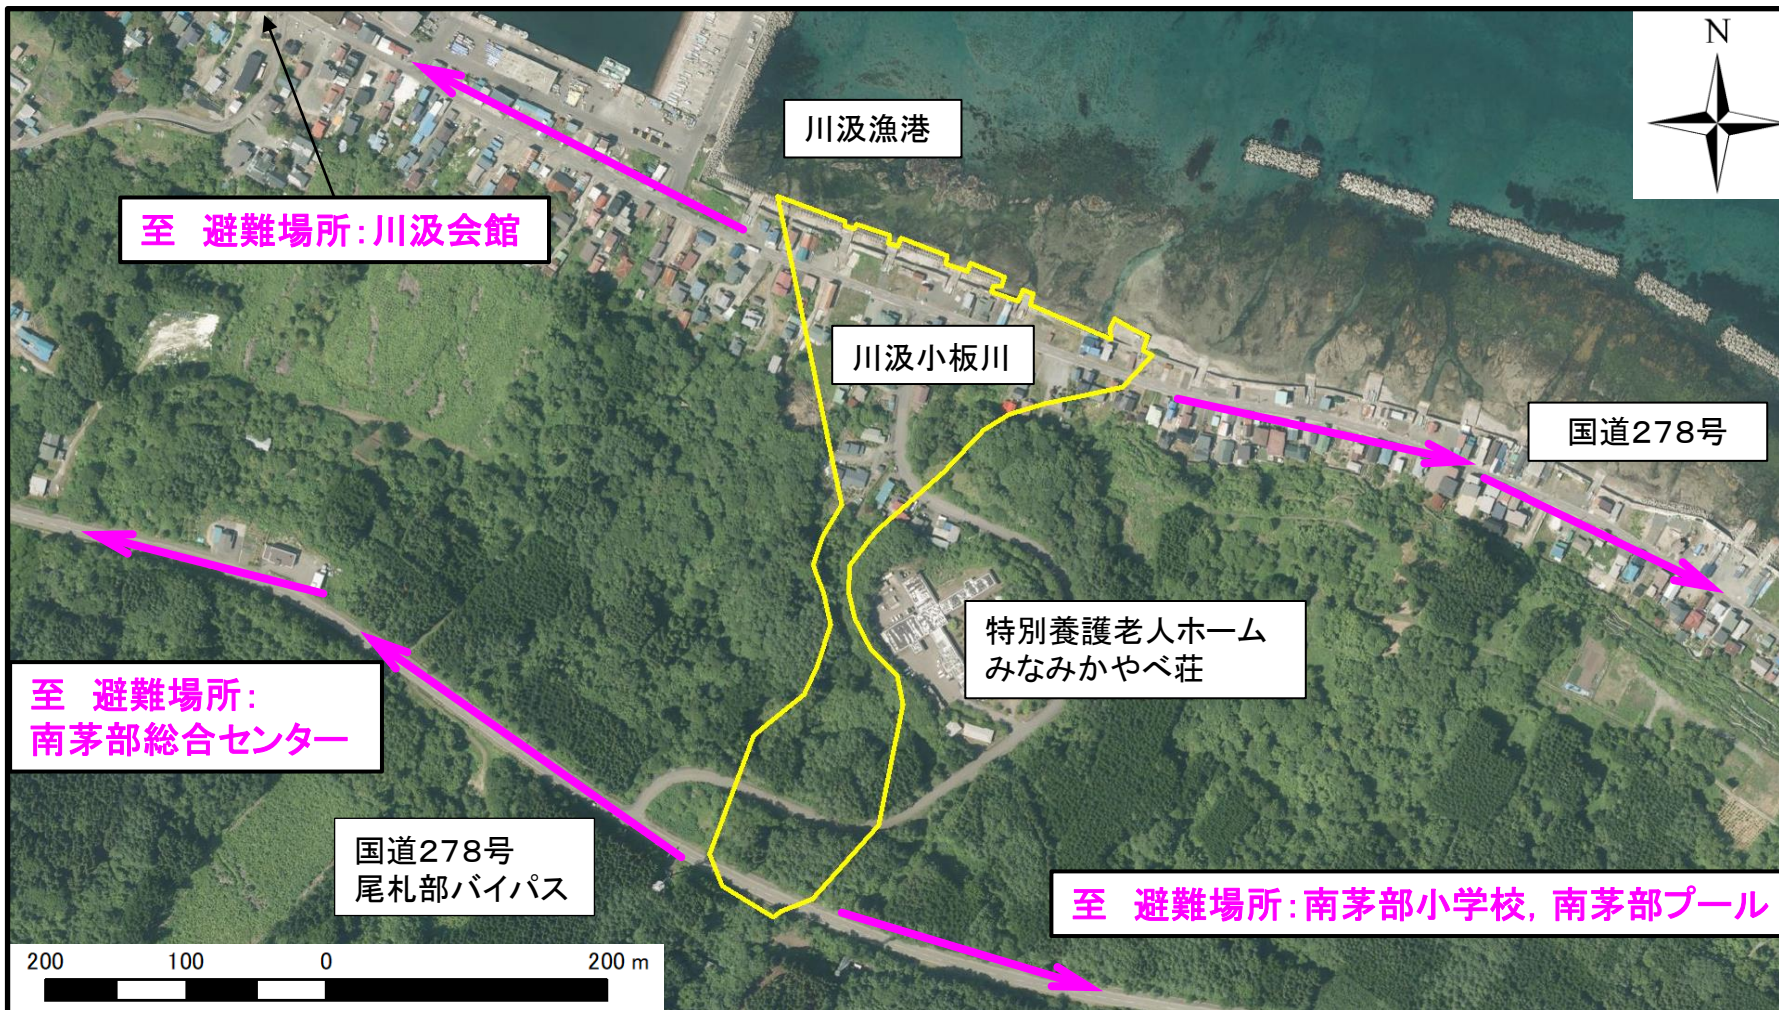 N
川汲漁港
至　避難場所：川汲会館
川汲小板川
国道278号
特別養護老人ホーム
みなみかやべ荘
至　避難場所：
南茅部総合センター
国道278号
尾札部バイパス
至　避難場所：南茅部小学校，南茅部プール
200 100 0 200 m